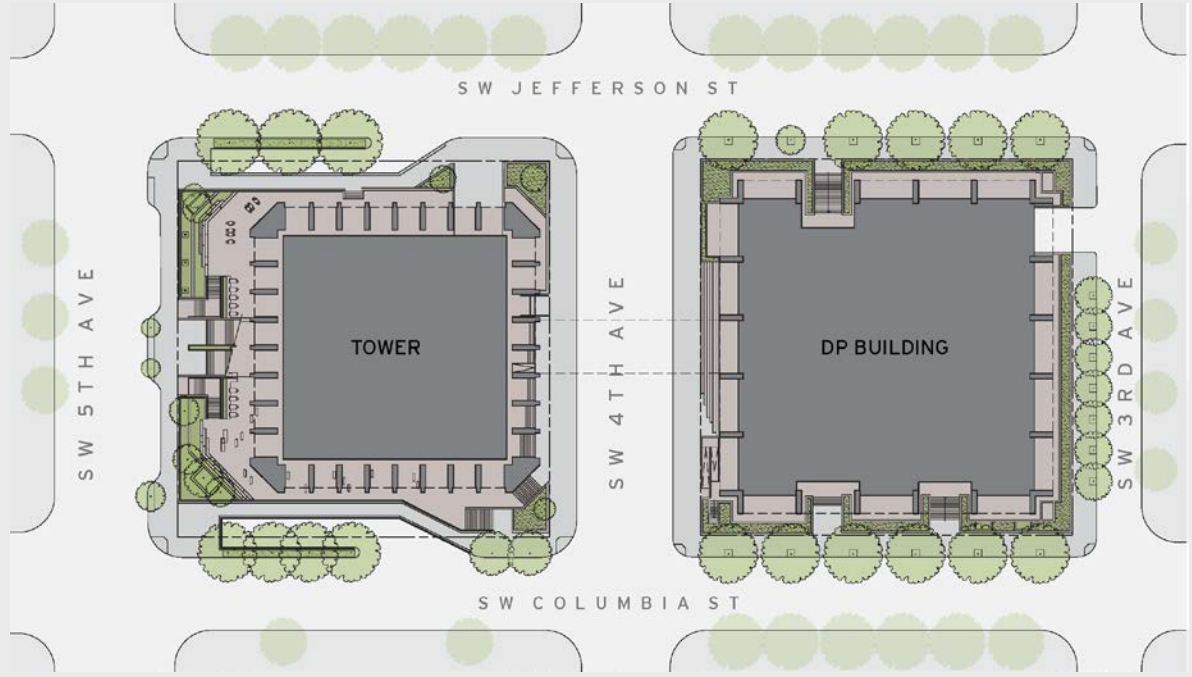 SW JEFFERSON ST
SW 5TH AVE
TOWER
SW 4TH AVE
DP BUILDING
SW 3RD AVE
SW COLUMBIA ST